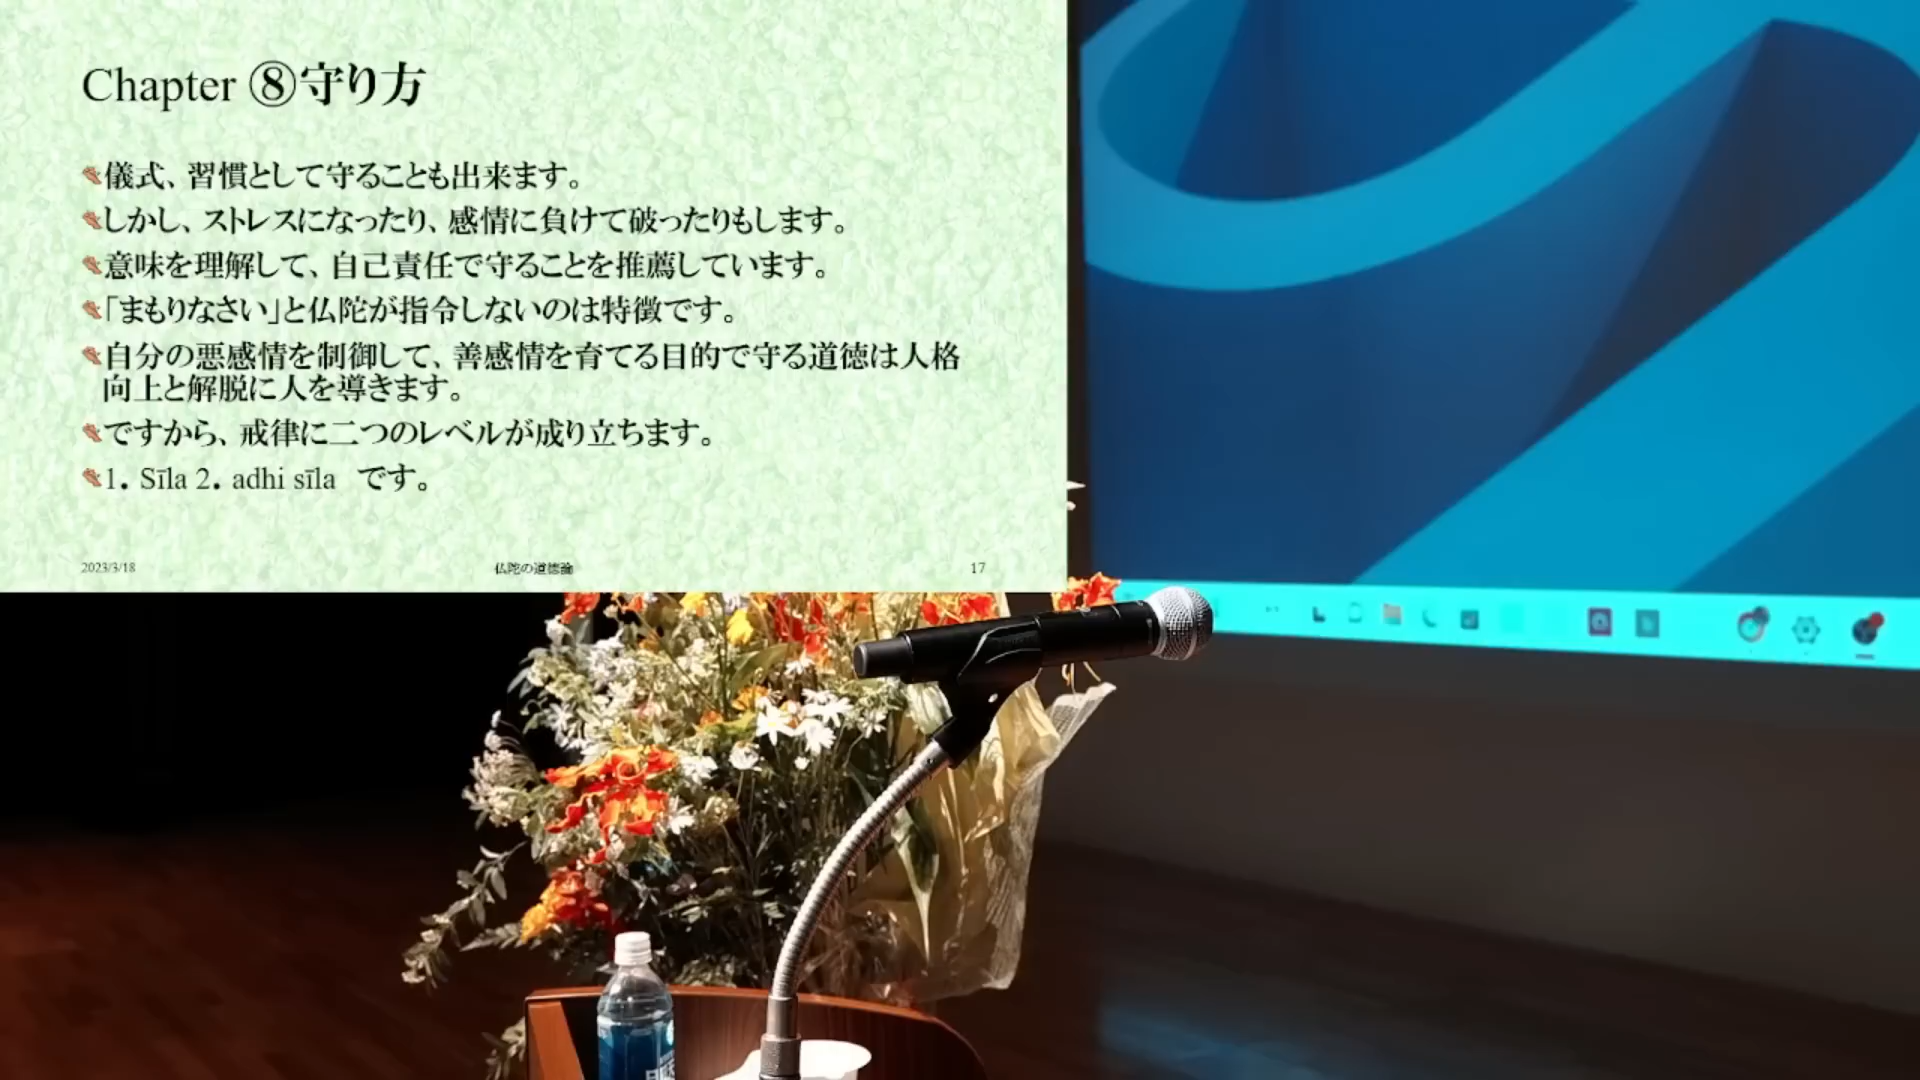 Chapter ⑧守り方
儀式、習慣として守ることも出来ます。
しかし、ストレスになったり、感情に負けて破ったりもします。
意味を理解して、自己責任で守ることを推薦しています。
「まもりなさい」と仏陀が指令しないのは特徴です。
自分の悪感情を制御して、善感情を育てる目的で守る道徳は人格
向上と解脱に人を導きます。
ですから、戒律に二つのレベルが成り立ちます。
1. Sīla 2. adhi sīla です。
2023/3/18
仏陀の道徳論
17